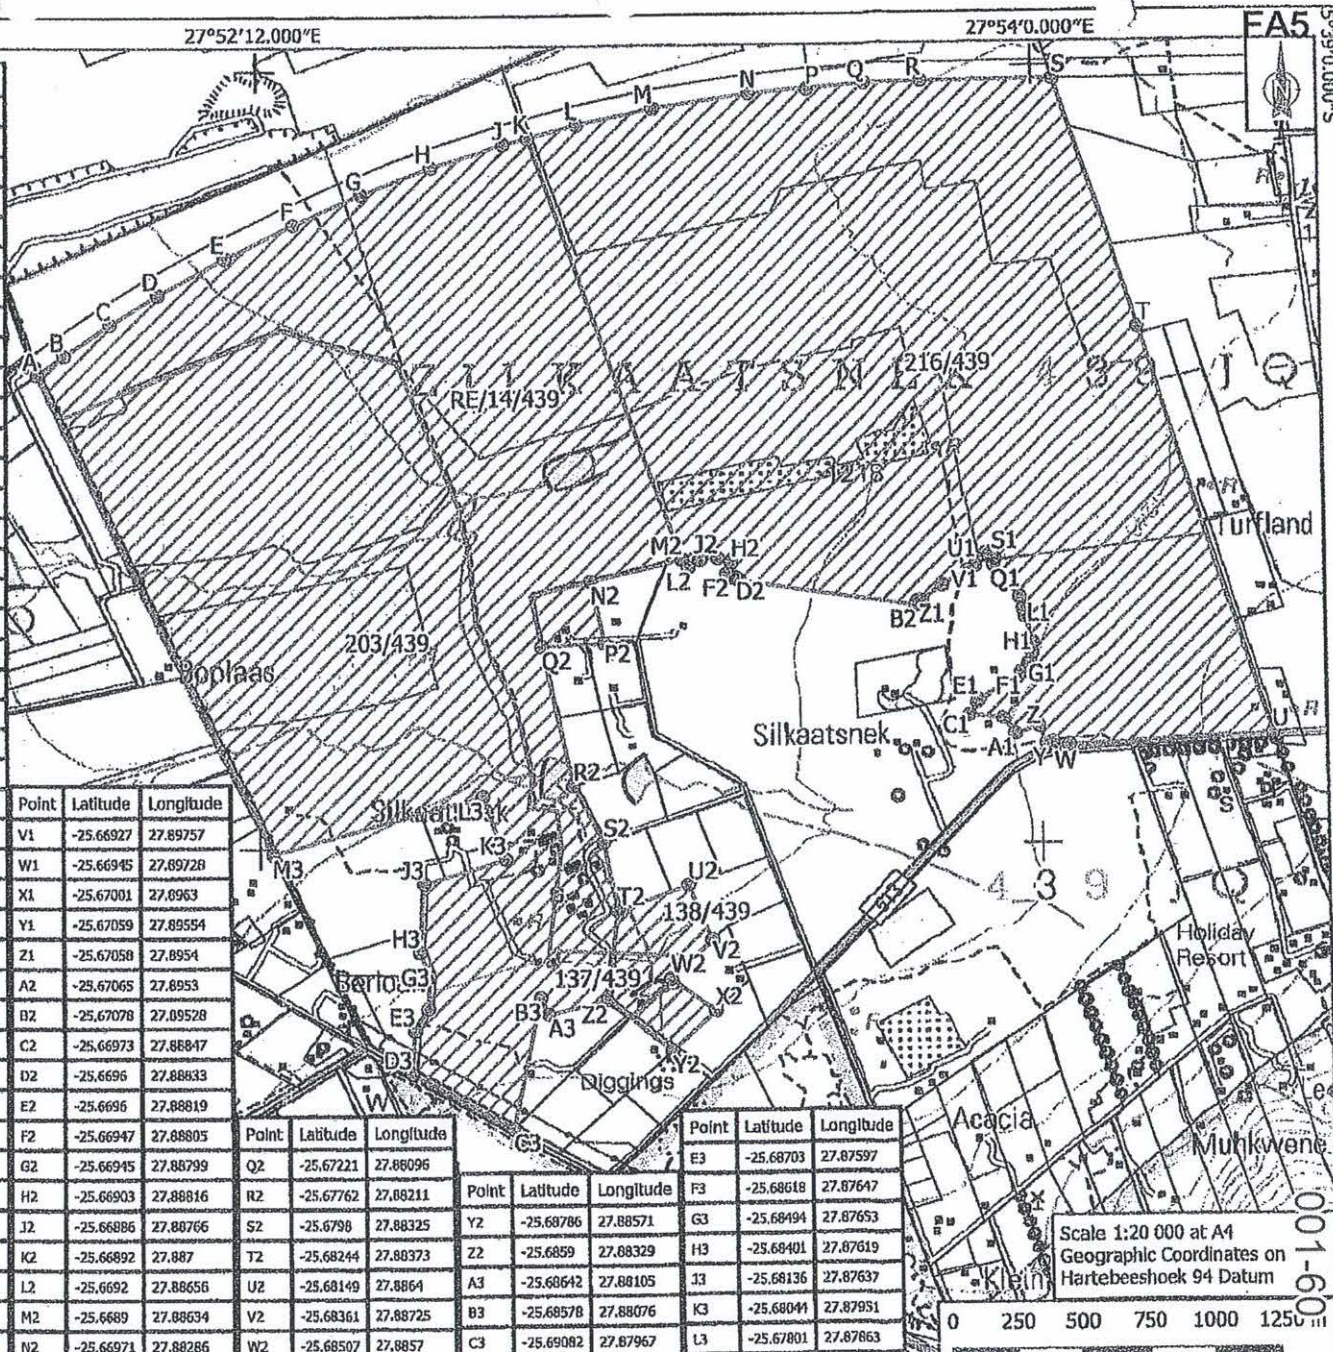 27°52'12.000"E
27°54'0.000"E
EA5
N
A
B
C
D
E
F
G
H
J
K
L
M
N
P
Q
R
S
T
U
RE/14/439
216/439
203/439
138/439
137/439
1218
J Q
Turfland
M2
J2
H2
L2
F2
D2
N2
P2
Q2
U1
S1
V1
Q1
B2
Z1
L1
H1
G1
E1
F1
C1
Z
A1
Y
W
Boplaas
Silkaatsnek
R2
S2
T2
U2
V2
W2
X2
Y2
Z2
A3
B3
C3
D3
E3
G3
H3
J3
K3
L3
M3
513
4 3 9
Q
Holiday
Resort
Diggings
Acacia
Muhkwene
Klein
Point Latitude Longitude
V1 -25.66927 27.89757
W1 -25.66945 27.89728
X1 -25.67001 27.8963
Y1 -25.67059 27.89554
Z1 -25.67058 27.8954
A2 -25.67065 27.8953
B2 -25.67078 27.89528
C2 -25.66973 27.88847
D2 -25.6696 27.88833
E2 -25.6696 27.88819
F2 -25.66947 27.88805
G2 -25.66945 27.88799
H2 -25.66903 27.88816
J2 -25.66886 27.88766
K2 -25.66892 27.887
L2 -25.6692 27.88656
M2 -25.6689 27.88634
N2 -25.66971 27.88286
Point Latitude Longitude
Q2 -25.67221 27.88096
R2 -25.67762 27.88211
S2 -25.6798 27.88325
T2 -25.68244 27.88373
U2 -25.68149 27.8864
V2 -25.68361 27.88725
W2 -25.68507 27.8857
Point Latitude Longitude
Y2 -25.68786 27.88571
Z2 -25.6859 27.88329
A3 -25.68642 27.88105
B3 -25.68578 27.88076
C3 -25.69082 27.87967
Point Latitude Longitude
E3 -25.68703 27.87597
F3 -25.68618 27.87647
G3 -25.68494 27.87653
H3 -25.68401 27.87619
J3 -25.68136 27.87637
K3 -25.68044 27.87951
L3 -25.67801 27.87863
Scale 1:20 000 at A4
Geographic Coordinates on
Hartebeeshoek 94 Datum
0 250 500 750 1000